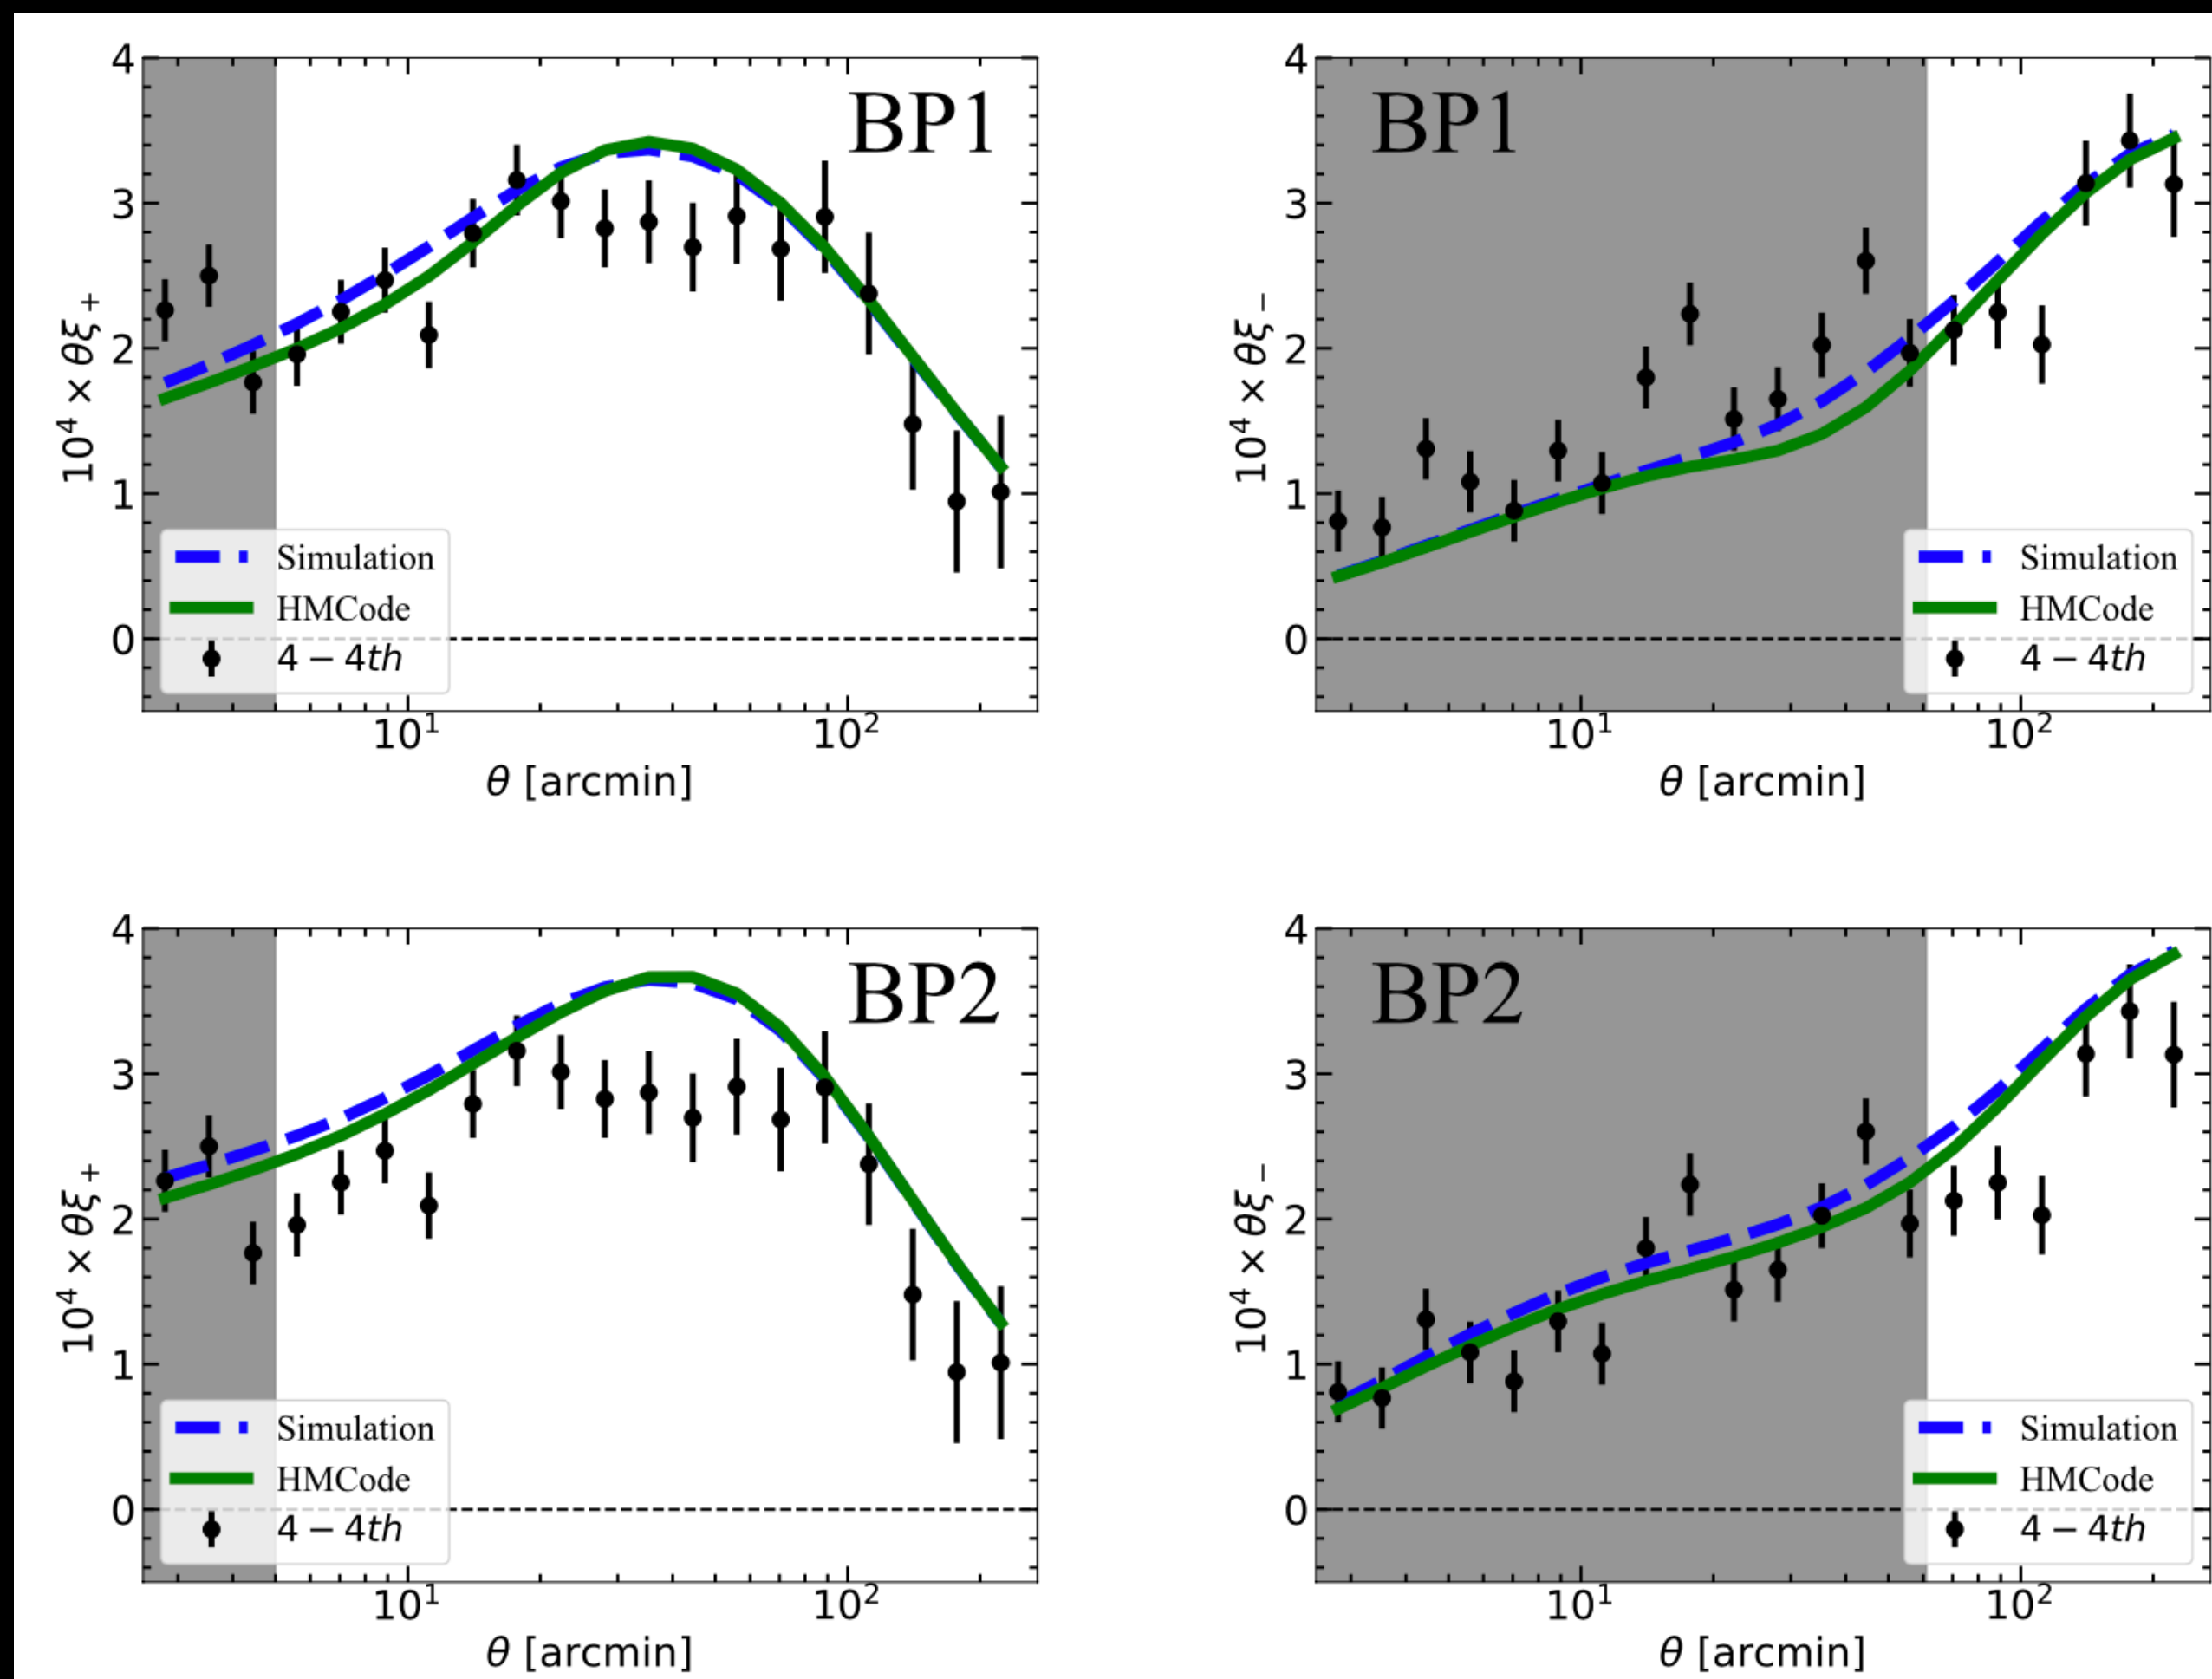 4
3
2
1
0
10⁴ × θξ₊
BP1
Simulation
HMCode
4 − 4th
10¹
10²
θ [arcmin]
4
3
2
1
0
10⁴ × θξ₋
BP1
Simulation
HMCode
4 − 4th
10¹
10²
θ [arcmin]
4
3
2
1
0
10⁴ × θξ₊
BP2
Simulation
HMCode
4 − 4th
10¹
10²
θ [arcmin]
4
3
2
1
0
10⁴ × θξ₋
BP2
Simulation
HMCode
4 − 4th
10¹
10²
θ [arcmin]